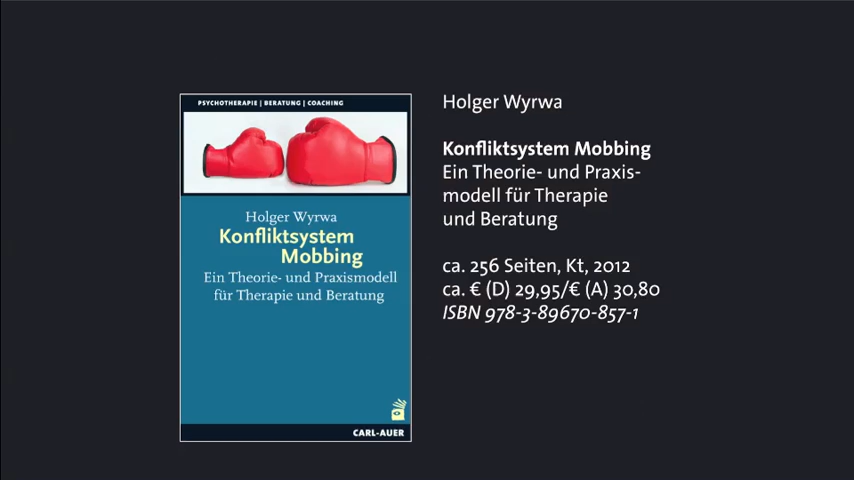 PSYCHOTHERAPIE | BERATUNG | COACHING
Holger Wyrwa
Konfliktsystem
Mobbing
Ein Theorie- und Praxismodell
für Therapie und Beratung
CARL-AUER
Holger Wyrwa
Konfliktsystem Mobbing
Ein Theorie- und Praxis-
modell für Therapie
und Beratung
ca. 256 Seiten, Kt, 2012
ca. € (D) 29,95/€ (A) 30,80
ISBN 978-3-89670-857-1